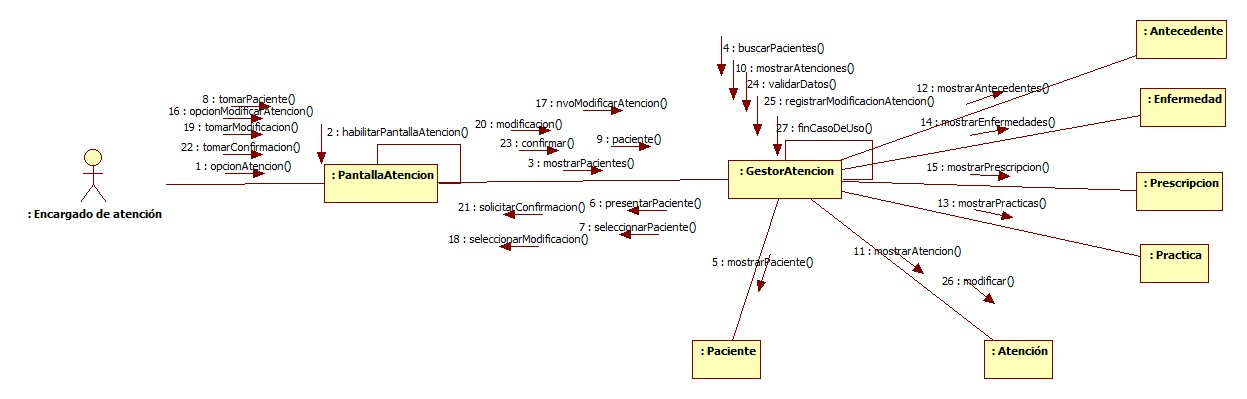 : Antecedente
4 : buscarPacientes()
10 : mostrarAtenciones()
24 : validarDatos()
12 : mostrarAntecedentes()
8 : tomarPaciente()
16 : opcionModificarAtencion()
17 : nvoModificarAtencion()
25 : registrarModificacionAtencion()
: Enfermedad
19 : tomarModificacion()
2 : habilitarPantallaAtencion()
20 : modificacion()
27 : finCasoDeUso()
14 : mostrarEnfermedades()
22 : tomarConfirmacion()
23 : confirmar()
9 : paciente()
1 : opcionAtencion()
3 : mostrarPacientes()
15 : mostrarPrescripcion()
: PantallaAtencion
: GestorAtencion
: Prescripcion
: Encargado de atención
21 : solicitarConfirmacion()
6 : presentarPaciente()
13 : mostrarPracticas()
7 : seleccionarPaciente()
18 : seleccionarModificacion()
5 : mostrarPaciente()
11 : mostrarAtencion()
: Practica
26 : modificar()
: Paciente
: Atención